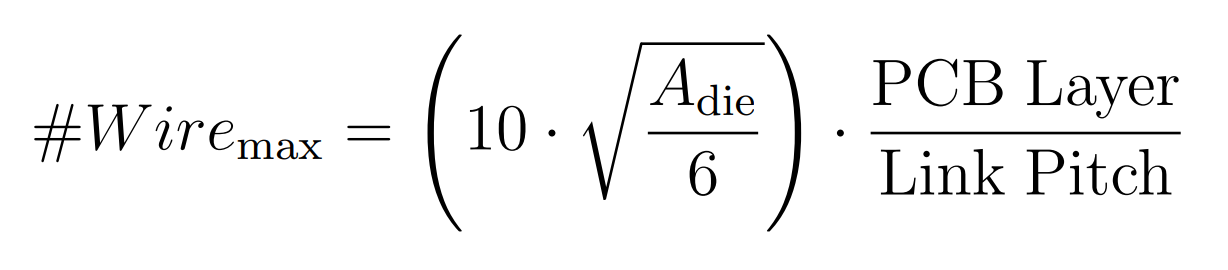 #Wire_max = (10 · √(A_die / 6)) · PCB Layer / Link Pitch